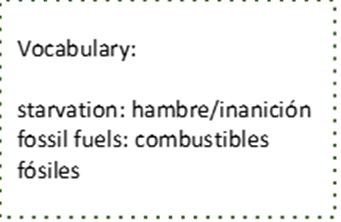 Vocabulary:
starvation: hambre/inanición
fossil fuels: combustibles
fósiles